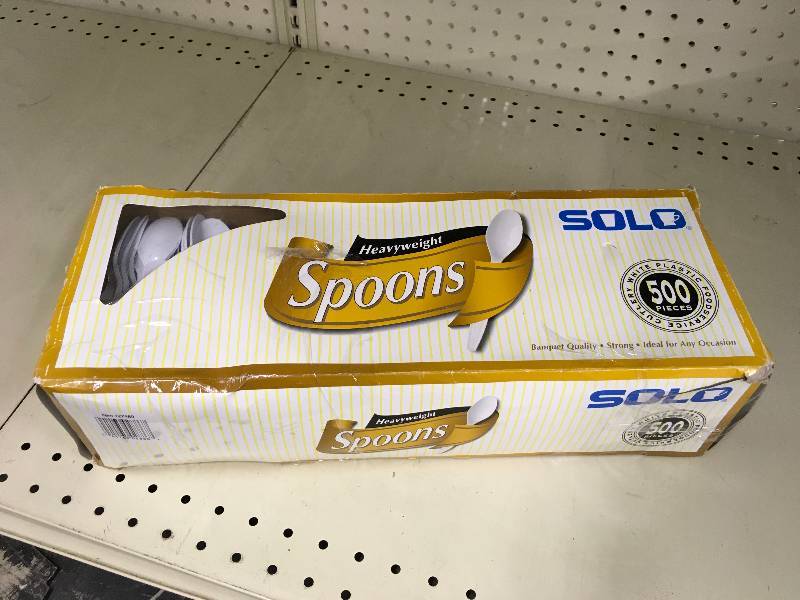 SOLO
Heavyweight
Spoons
WHITE PLASTIC FOODSERVICE CUTLERY
500
PIECES
Banquet Quality • Strong • Ideal for Any Occasion
SOLO
Heavyweight
Spoons
500
PIECES